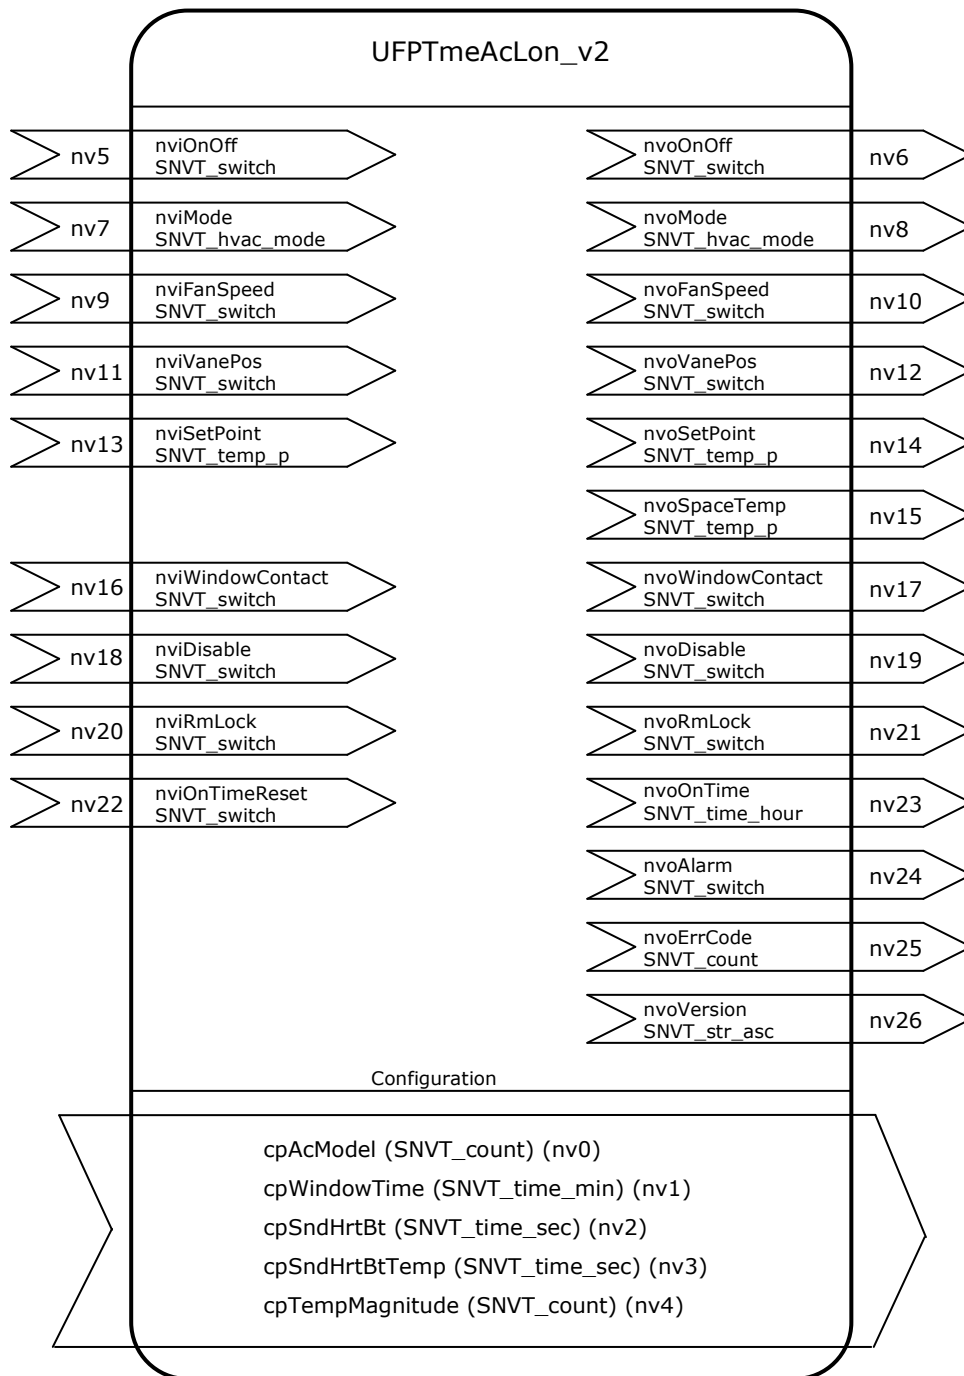 UFPTmeAcLon_v2
nv5
nviOnOff
SNVT_switch
nvoOnOff
SNVT_switch
nv6
nv7
nviMode
SNVT_hvac_mode
nvoMode
SNVT_hvac_mode
nv8
nv9
nviFanSpeed
SNVT_switch
nvoFanSpeed
SNVT_switch
nv10
nv11
nviVanePos
SNVT_switch
nvoVanePos
SNVT_switch
nv12
nv13
nviSetPoint
SNVT_temp_p
nvoSetPoint
SNVT_temp_p
nv14
nvoSpaceTemp
SNVT_temp_p
nv15
nv16
nviWindowContact
SNVT_switch
nvoWindowContact
SNVT_switch
nv17
nv18
nviDisable
SNVT_switch
nvoDisable
SNVT_switch
nv19
nv20
nviRmLock
SNVT_switch
nvoRmLock
SNVT_switch
nv21
nv22
nviOnTimeReset
SNVT_switch
nvoOnTime
SNVT_time_hour
nv23
nvoAlarm
SNVT_switch
nv24
nvoErrCode
SNVT_count
nv25
nvoVersion
SNVT_str_asc
nv26
Configuration
cpAcModel (SNVT_count) (nv0)
cpWindowTime (SNVT_time_min) (nv1)
cpSndHrtBt (SNVT_time_sec) (nv2)
cpSndHrtBtTemp (SNVT_time_sec) (nv3)
cpTempMagnitude (SNVT_count) (nv4)